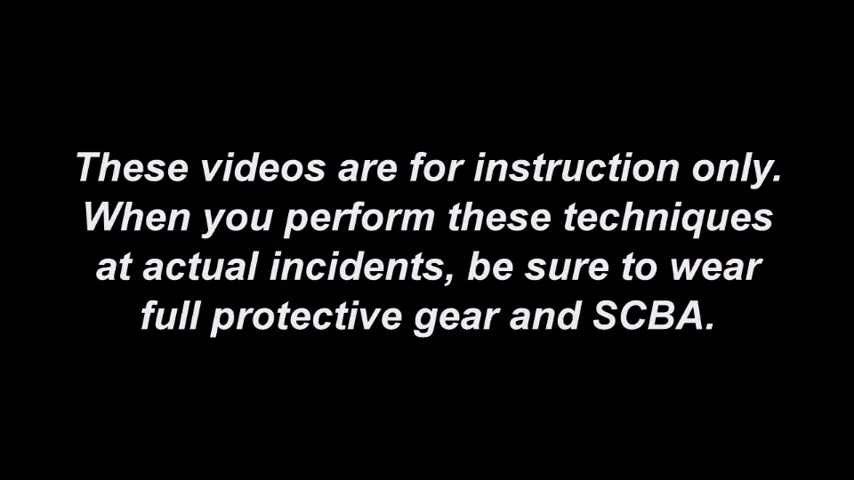 These videos are for instruction only.
When you perform these techniques
at actual incidents, be sure to wear
full protective gear and SCBA.